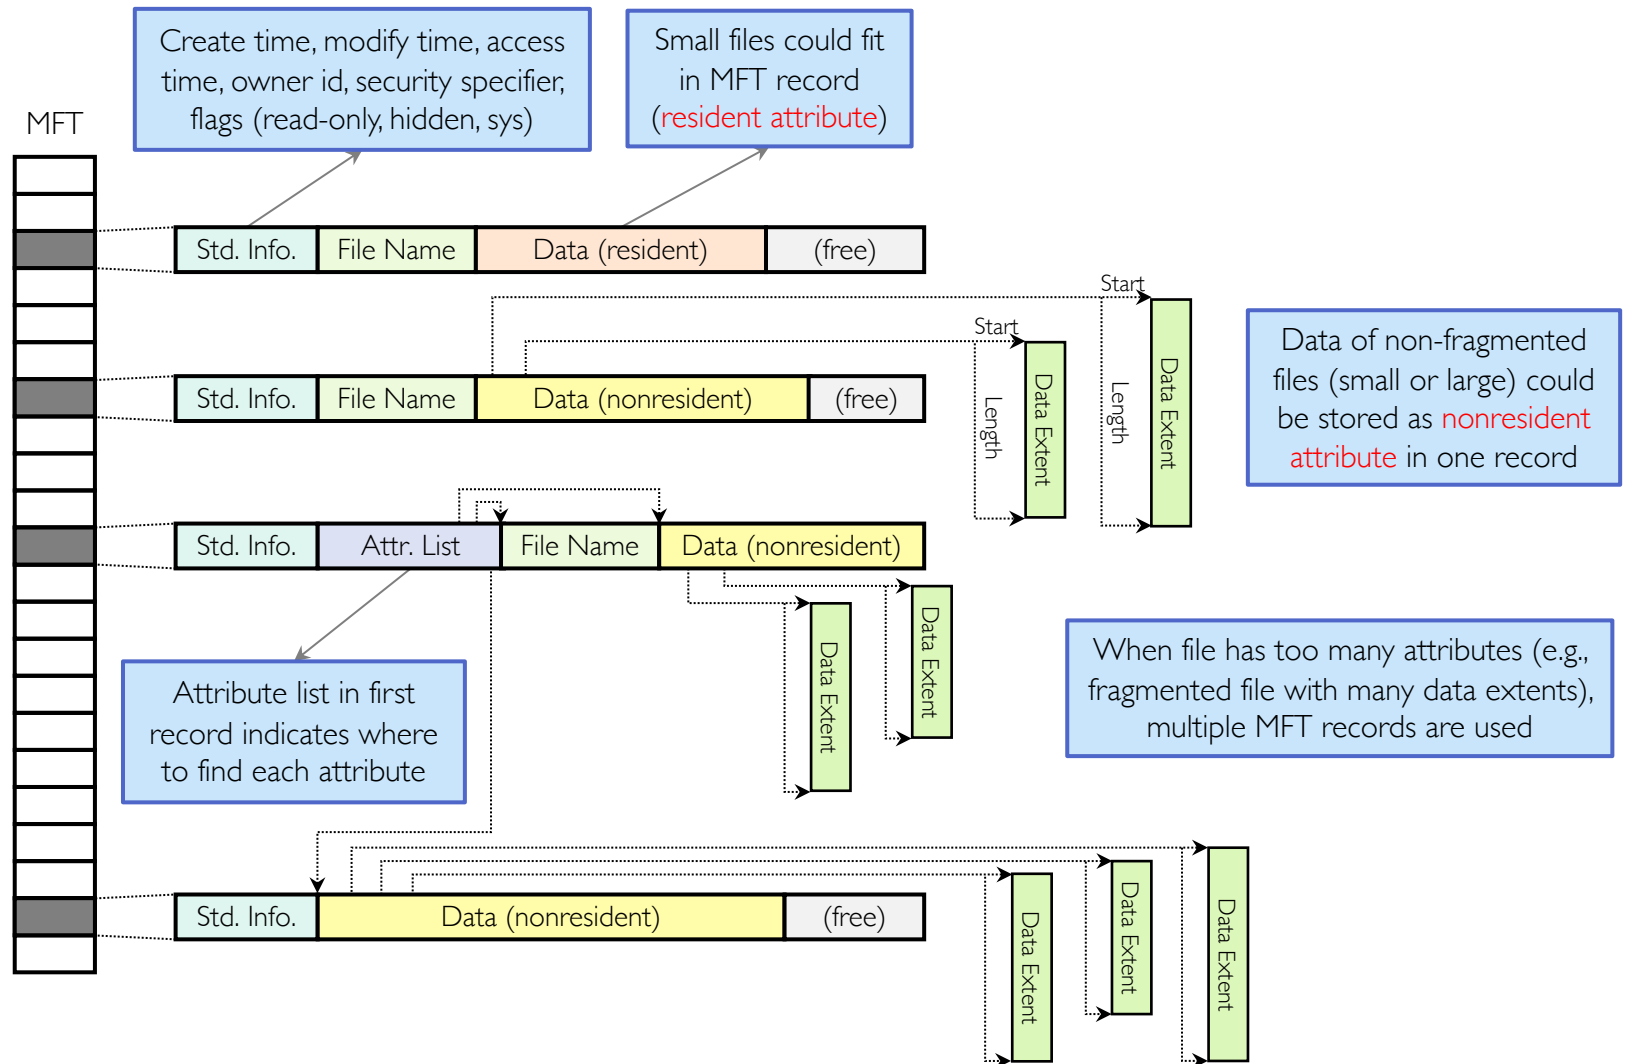 Create time, modify time, access
time, owner id, security specifier,
flags (read-only, hidden, sys)
Small files could fit
in MFT record
(resident attribute)
MFT
Std. Info.
File Name
Data (resident)
(free)
Start
Length
Data Extent
Start
Length
Data Extent
Data of non-fragmented
files (small or large) could
be stored as nonresident
attribute in one record
Std. Info.
File Name
Data (nonresident)
(free)
Std. Info.
Attr. List
File Name
Data (nonresident)
Data Extent
Data Extent
Attribute list in first
record indicates where
to find each attribute
When file has too many attributes (e.g.,
fragmented file with many data extents),
multiple MFT records are used
Std. Info.
Data (nonresident)
(free)
Data Extent
Data Extent
Data Extent